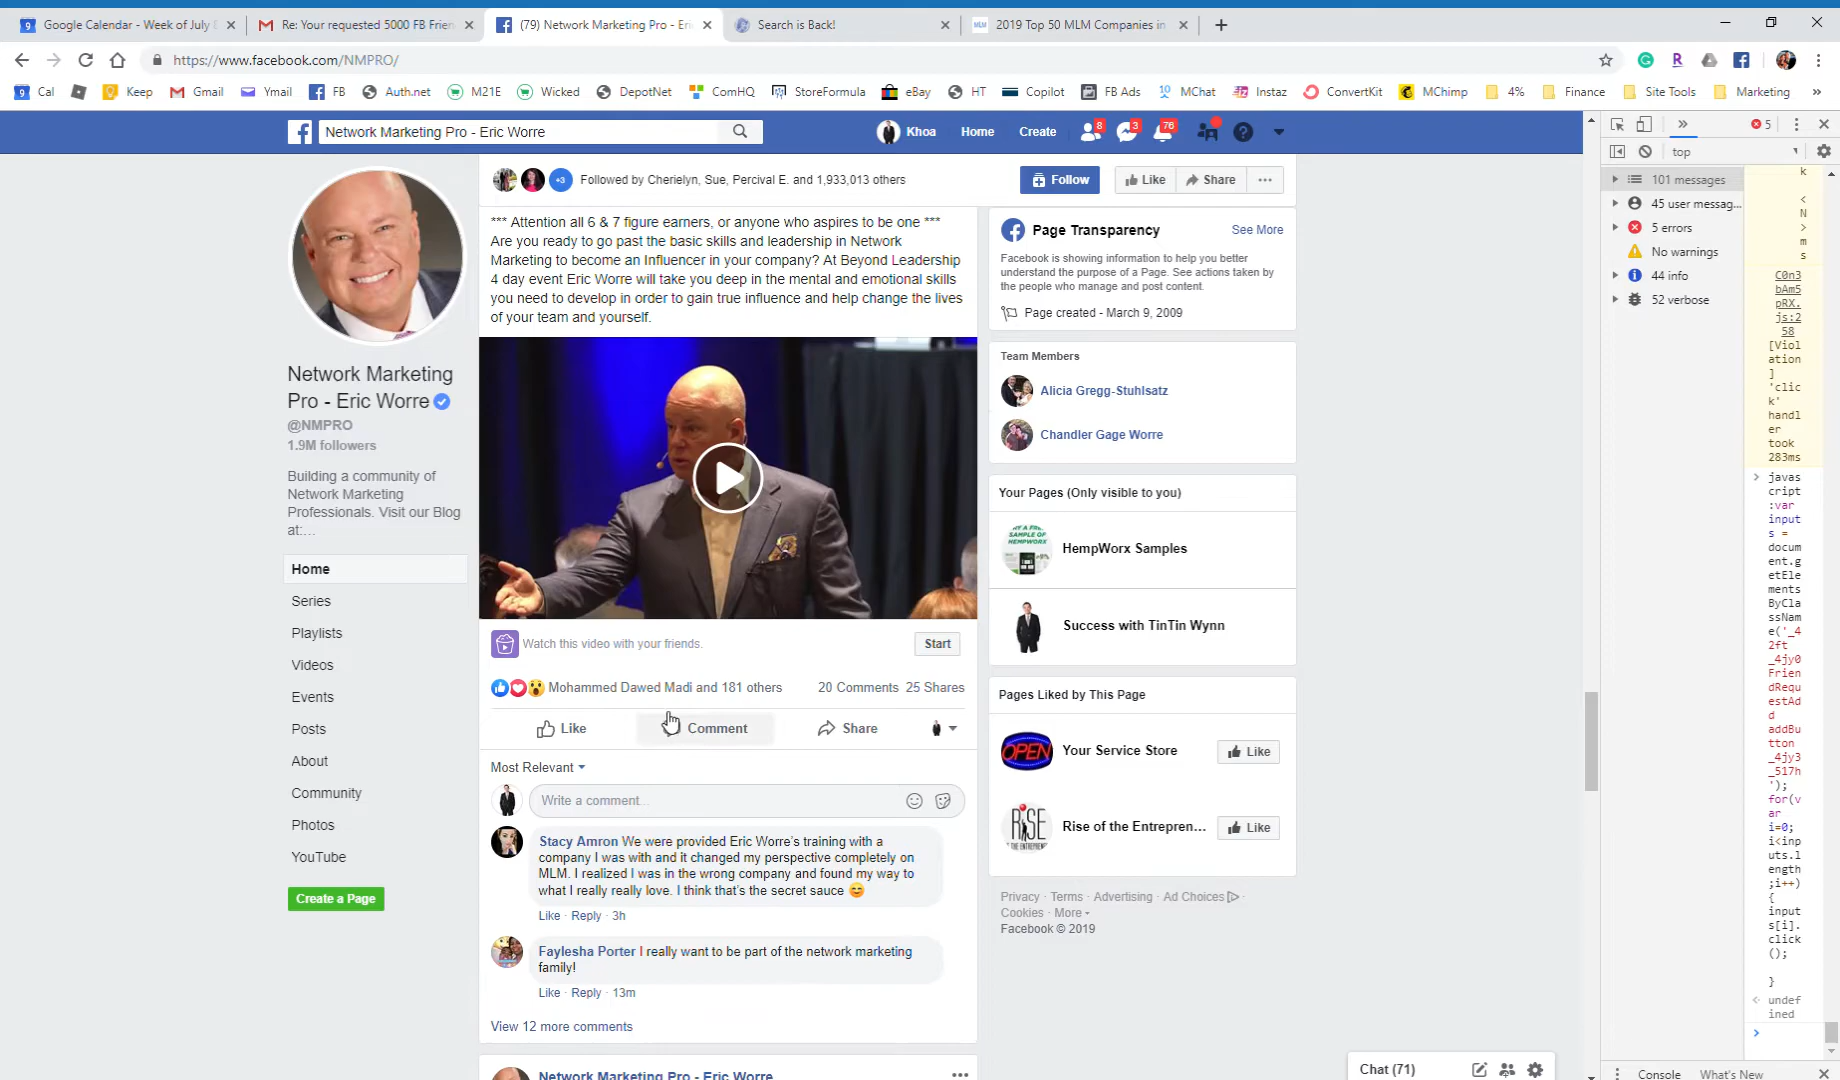 Google Calendar - Week of July 8
Re: Your requested 5000 FB Frien
(79) Network Marketing Pro - Eri
Search is Back!
MLM 2019 Top 50 MLM Companies in
https://www.facebook.com/NMPRO/
Cal Keep Gmail Ymail FB Auth.net M21E Wicked DepotNet ComHQ StoreFormula eBay HT Copilot FB Ads MChat Instaz ConvertKit MChimp 4% Finance Site Tools Marketing »
Network Marketing Pro - Eric Worre
Khoa Home Create 8 3 76
Followed by Cherielyn, Sue, Percival E. and 1,933,013 others
+3
Follow Like Share
Network Marketing
Pro - Eric Worre
@NMPRO
1.9M followers
Building a community of
Network Marketing
Professionals. Visit our Blog
at:...
Home
Series
Playlists
Videos
Events
Posts
About
Community
Photos
YouTube
Create a Page
*** Attention all 6 & 7 figure earners, or anyone who aspires to be one ***
Are you ready to go past the basic skills and leadership in Network
Marketing to become an Influencer in your company? At Beyond Leadership
4 day event Eric Worre will take you deep in the mental and emotional skills
you need to develop in order to gain true influence and help change the lives
of your team and yourself.
Watch this video with your friends.
Start
Mohammed Dawed Madi and 181 others
20 Comments 25 Shares
Like Comment Share
Most Relevant
Write a comment...
Stacy Amron We were provided Eric Worre's training with a
company I was with and it changed my perspective completely on
MLM. I realized I was in the wrong company and found my way to
what I really really love. I think that's the secret sauce 😊
Like · Reply · 3h
Faylesha Porter I really want to be part of the network marketing
family!
Like · Reply · 13m
View 12 more comments
Network Marketing Pro - Eric Worre
Page Transparency See More
Facebook is showing information to help you better
understand the purpose of a Page. See actions taken by
the people who manage and post content.
Page created - March 9, 2009
Team Members
Alicia Gregg-Stuhlsatz
Chandler Gage Worre
Your Pages (Only visible to you)
HempWorx Samples
Success with TinTin Wynn
Pages Liked by This Page
OPEN
Your Service Store Like
RISE
Rise of the Entrepren... Like
Privacy · Terms · Advertising · Ad Choices ·
Cookies · More
Facebook © 2019
Chat (71)
» 5
top
101 messages
45 user messag...
5 errors
No warnings
44 info
52 verbose
k
<
N
>
m
s
C0n3
bAm5
pRX.
js:2
58
[Viol
ation
]
'clic
k'
handl
er
took
283ms
javas
cript
:var
input
s =
docum
ent.g
etEle
ments
ByCla
ssNam
e('_4
2ft
_4jy0
Frien
dRequ
estAd
d
addBu
tton
_4jy3
_517h
');
for(v
ar
i=0;
i<inp
uts.l
ength
;i++)
{
input
s[i].
click
();
}
undef
ined
Console What's New